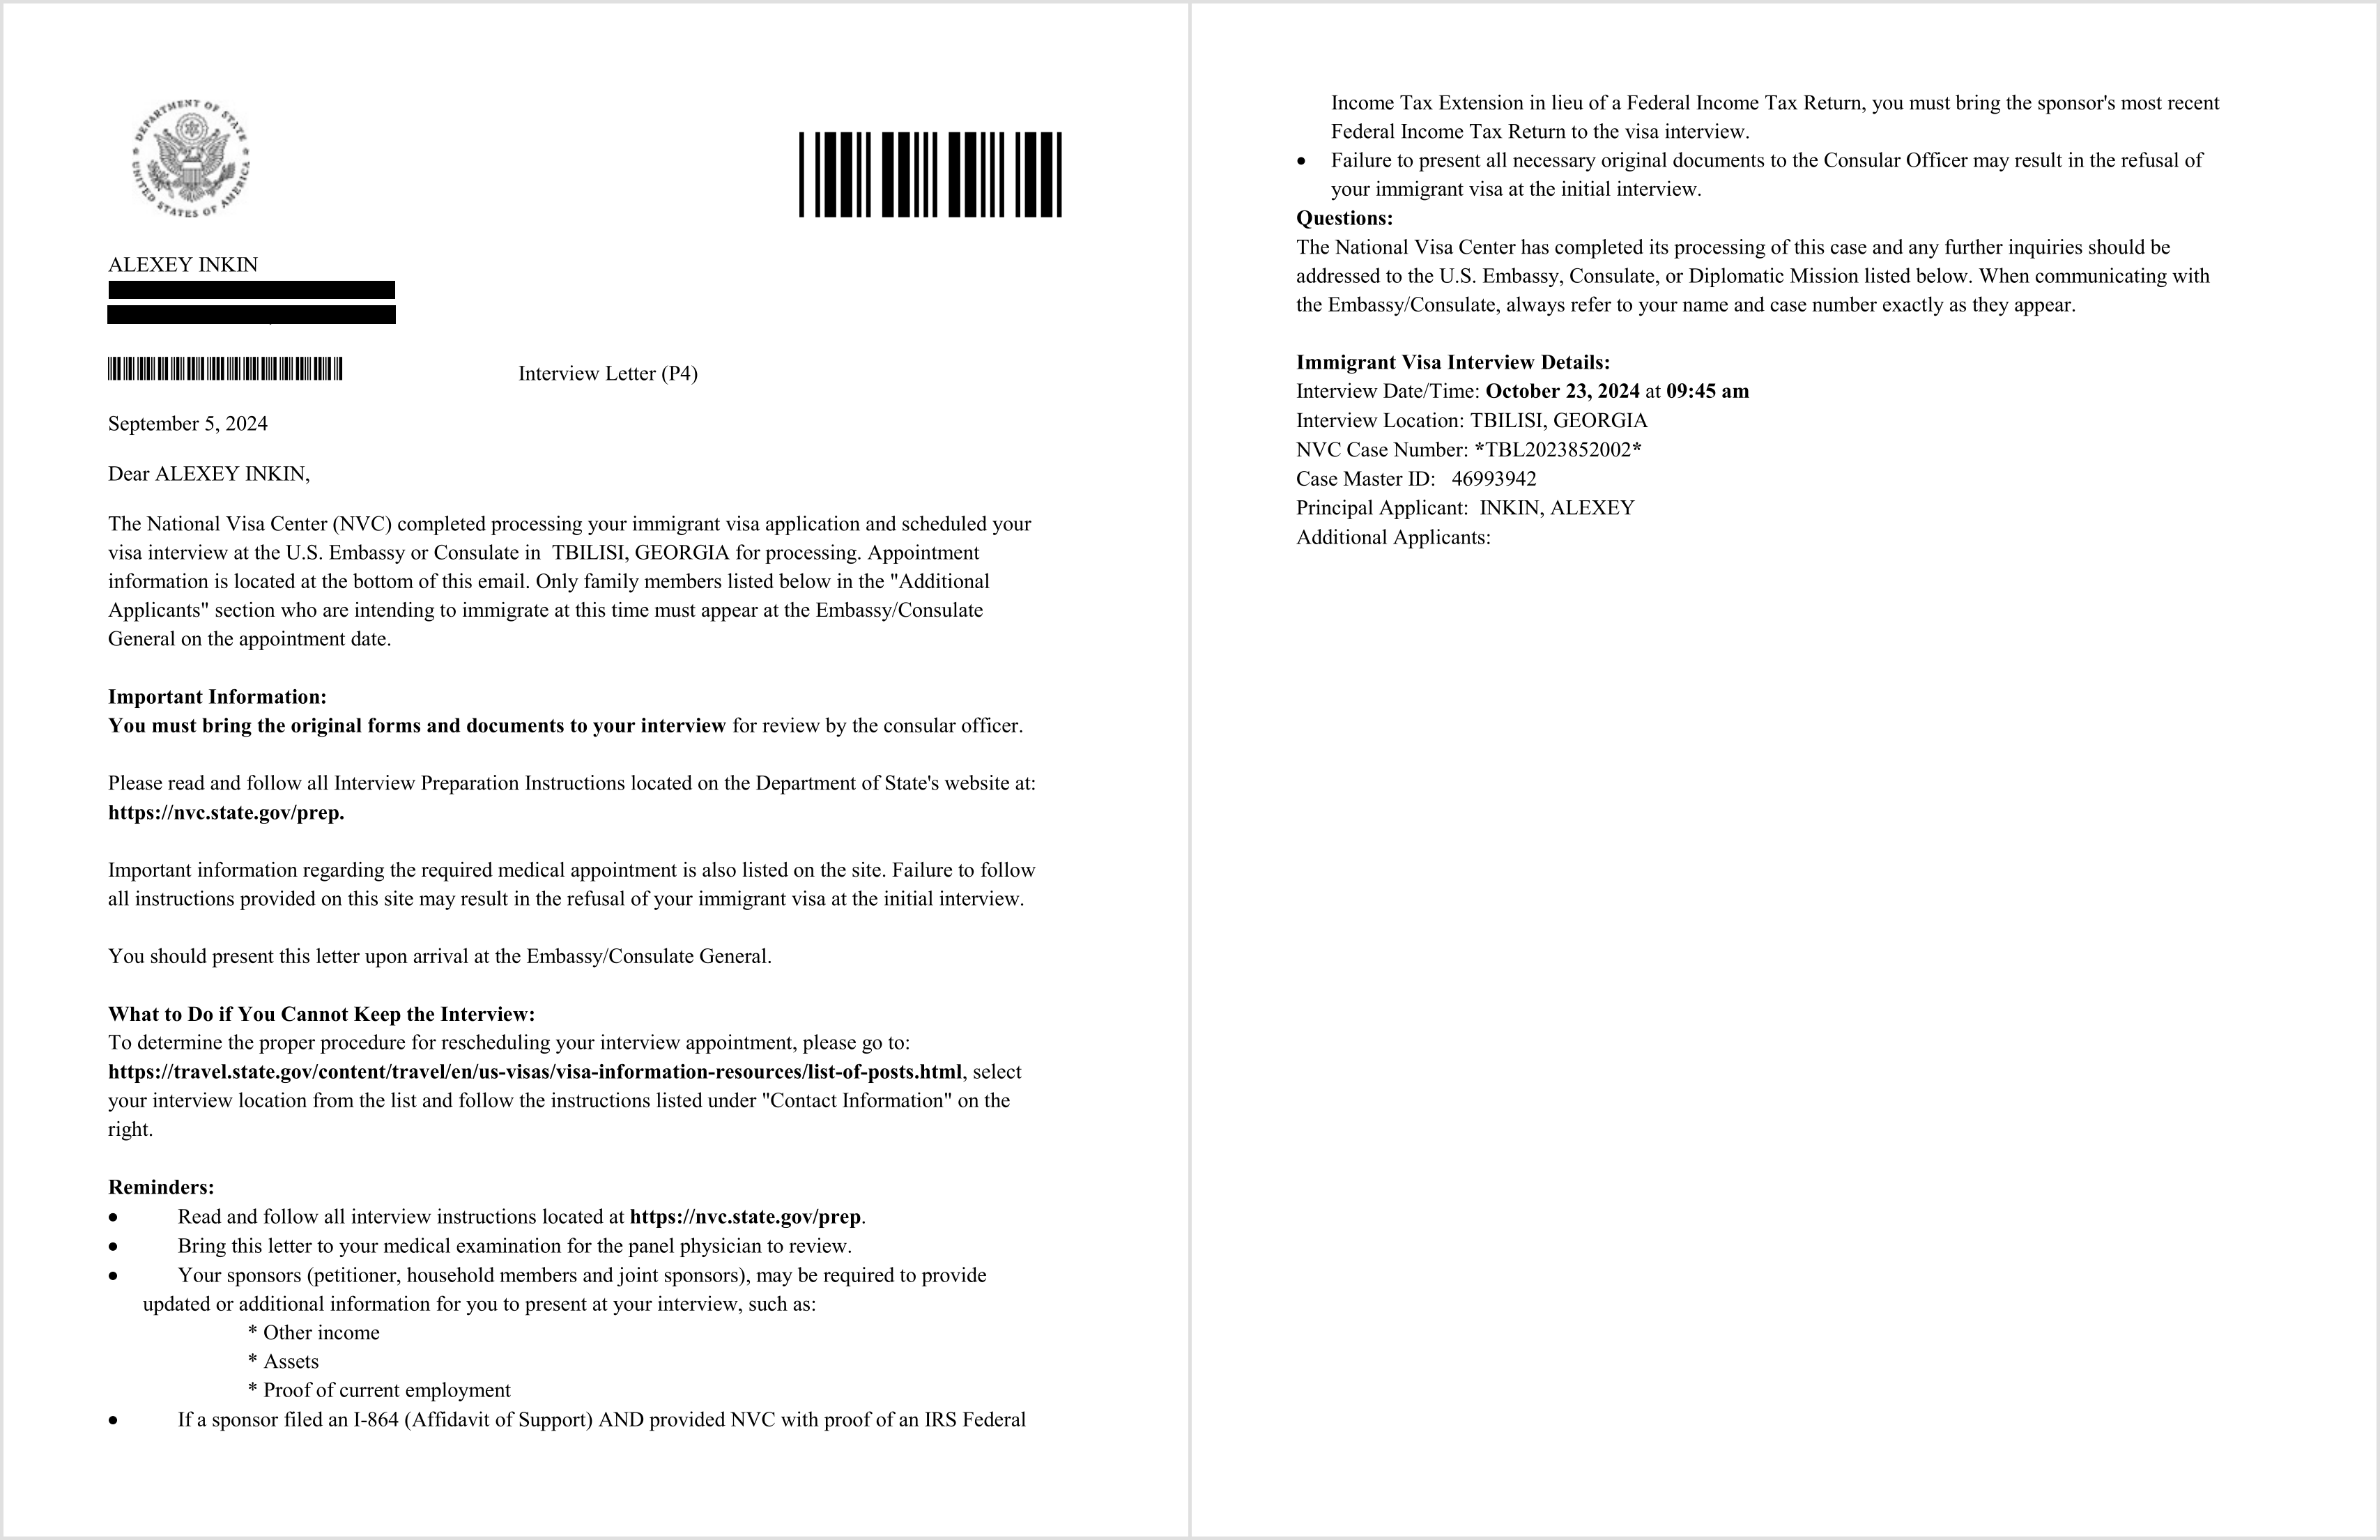 DEPARTMENT OF STATE
UNITED STATES OF AMERICA
ALEXEY INKIN
Interview Letter (P4)
September 5, 2024
Dear ALEXEY INKIN,
The National Visa Center (NVC) completed processing your immigrant visa application and scheduled your
visa interview at the U.S. Embassy or Consulate in TBILISI, GEORGIA for processing. Appointment
information is located at the bottom of this email. Only family members listed below in the "Additional
Applicants" section who are intending to immigrate at this time must appear at the Embassy/Consulate
General on the appointment date.
Important Information:
You must bring the original forms and documents to your interview for review by the consular officer.
Please read and follow all Interview Preparation Instructions located on the Department of State's website at:
https://nvc.state.gov/prep.
Important information regarding the required medical appointment is also listed on the site. Failure to follow
all instructions provided on this site may result in the refusal of your immigrant visa at the initial interview.
You should present this letter upon arrival at the Embassy/Consulate General.
What to Do if You Cannot Keep the Interview:
To determine the proper procedure for rescheduling your interview appointment, please go to:
https://travel.state.gov/content/travel/en/us-visas/visa-information-resources/list-of-posts.html, select
your interview location from the list and follow the instructions listed under "Contact Information" on the
right.
Reminders:
• Read and follow all interview instructions located at https://nvc.state.gov/prep.
• Bring this letter to your medical examination for the panel physician to review.
• Your sponsors (petitioner, household members and joint sponsors), may be required to provide
updated or additional information for you to present at your interview, such as:
* Other income
* Assets
* Proof of current employment
• If a sponsor filed an I-864 (Affidavit of Support) AND provided NVC with proof of an IRS Federal
Income Tax Extension in lieu of a Federal Income Tax Return, you must bring the sponsor's most recent
Federal Income Tax Return to the visa interview.
• Failure to present all necessary original documents to the Consular Officer may result in the refusal of
your immigrant visa at the initial interview.
Questions:
The National Visa Center has completed its processing of this case and any further inquiries should be
addressed to the U.S. Embassy, Consulate, or Diplomatic Mission listed below. When communicating with
the Embassy/Consulate, always refer to your name and case number exactly as they appear.
Immigrant Visa Interview Details:
Interview Date/Time: October 23, 2024 at 09:45 am
Interview Location: TBILISI, GEORGIA
NVC Case Number: *TBL2023852002*
Case Master ID: 46993942
Principal Applicant: INKIN, ALEXEY
Additional Applicants: